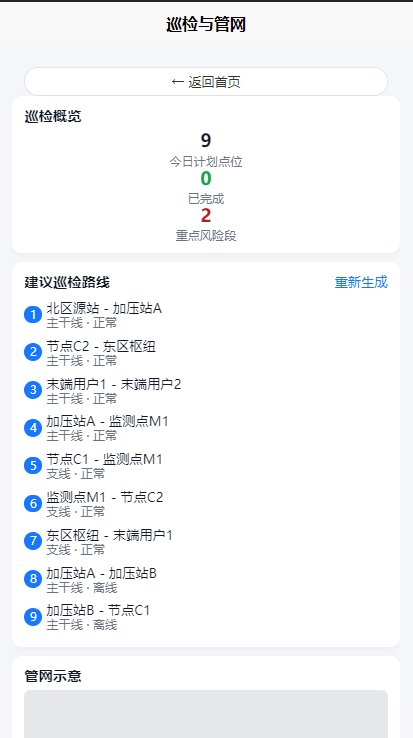 巡检与管网
← 返回首页
巡检概览
9
今日计划点位
0
已完成
2
重点风险段
建议巡检路线
重新生成
1 北区源站 - 加压站A
主干线 · 正常
2 节点C2 - 东区枢纽
主干线 · 正常
3 末端用户1 - 末端用户2
主干线 · 正常
4 加压站A - 监测点M1
主干线 · 正常
5 节点C1 - 监测点M1
支线 · 正常
6 监测点M1 - 节点C2
支线 · 正常
7 东区枢纽 - 末端用户1
支线 · 正常
8 加压站A - 加压站B
主干线 · 离线
9 加压站B - 节点C1
主干线 · 离线
管网示意